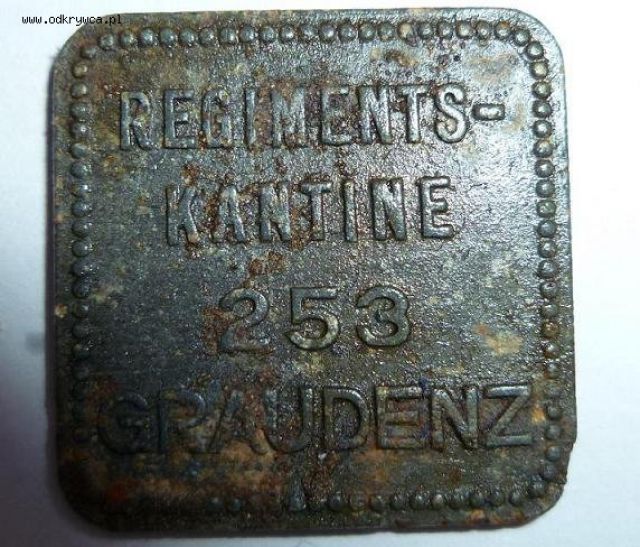 www.odkrywca.pl
REGIMENTS-
KANTINE
253
GRAUDENZ